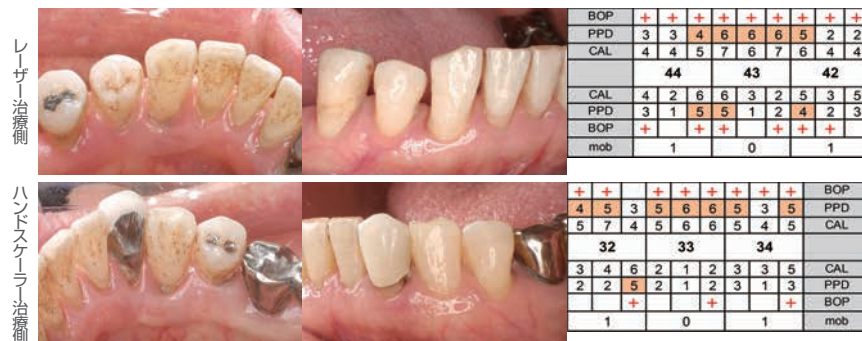 レーザー治療側
BOP + + + + + + + + +
PPD 3 3 4 6 6 6 5 2 2
CAL 4 4 5 7 6 7 6 4 4
44 43 42
CAL 4 2 6 6 3 2 5 3 5
PPD 3 1 5 5 1 2 4 2 3
BOP + + + + + +
mob 1 0 1
ハンドスケーラー治療側
+ + + + + + + + BOP
4 5 3 5 6 6 5 3 5 PPD
5 7 4 5 6 6 5 4 5 CAL
32 33 34
3 4 6 2 1 2 3 3 5 CAL
2 2 5 2 1 2 3 1 3 PPD
+ + BOP
1 0 1 mob